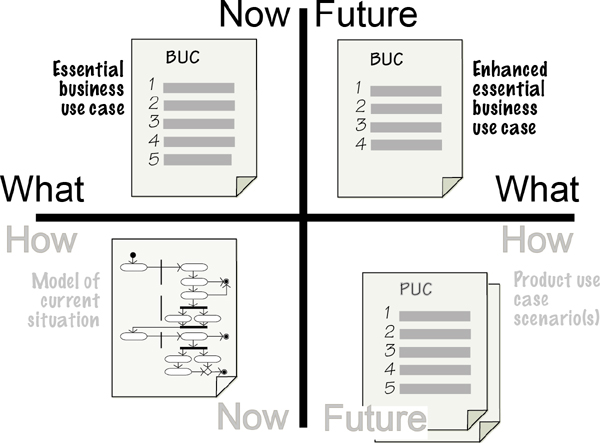 Now Future
BUC
1
2
3
4
5
Essential
business
use case
BUC
1
2
3
4
Enhanced
essential
business
use case
What
What
How
How
Model of
current
situation
PUC
1
2
3
4
5
Product use
case
scenario(s)
Now Future